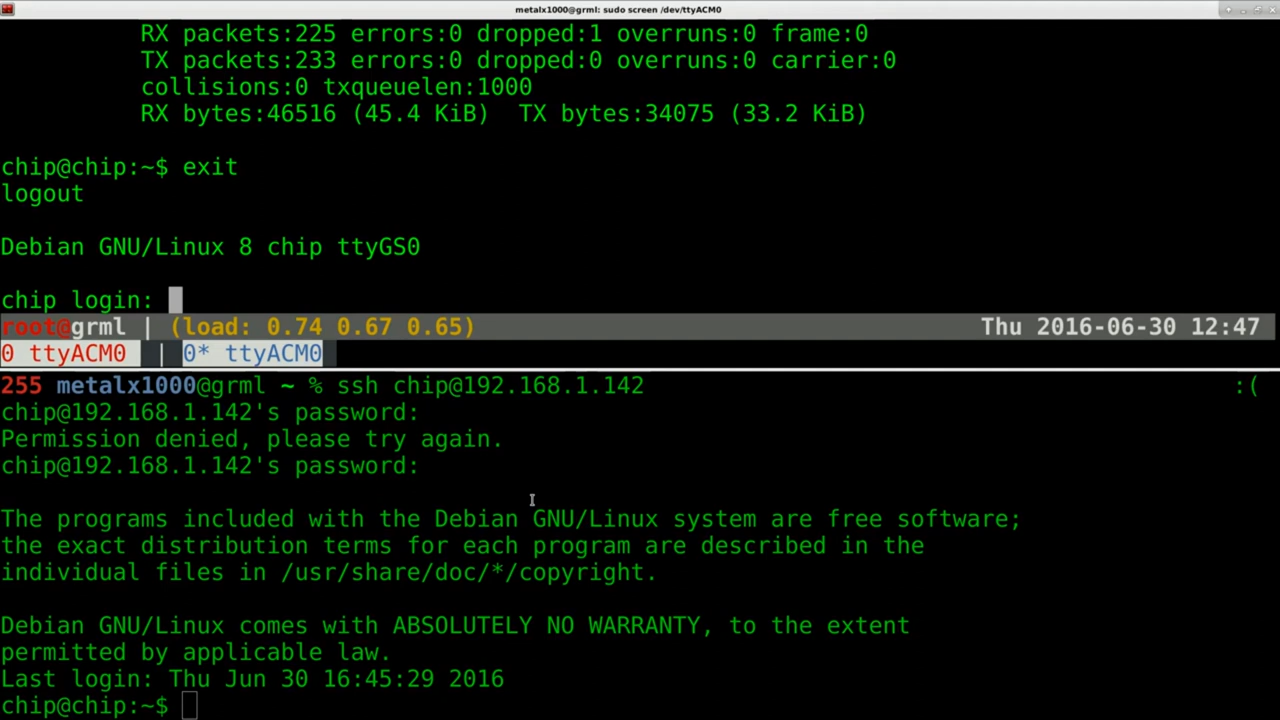 metalx1000@grml: sudo screen /dev/ttyACM0
RX packets:225 errors:0 dropped:1 overruns:0 frame:0
TX packets:233 errors:0 dropped:0 overruns:0 carrier:0
collisions:0 txqueuelen:1000
RX bytes:46516 (45.4 KiB)  TX bytes:34075 (33.2 KiB)
chip@chip:~$ exit
logout
Debian GNU/Linux 8 chip ttyGS0
chip login:
root@grml | (load: 0.74 0.67 0.65) Thu 2016-06-30 12:47
0 ttyACM0 | 0* ttyACM0
255 metalx1000@grml ~ % ssh chip@192.168.1.142 :(
chip@192.168.1.142's password:
Permission denied, please try again.
chip@192.168.1.142's password:
The programs included with the Debian GNU/Linux system are free software;
the exact distribution terms for each program are described in the
individual files in /usr/share/doc/*/copyright.
Debian GNU/Linux comes with ABSOLUTELY NO WARRANTY, to the extent
permitted by applicable law.
Last login: Thu Jun 30 16:45:29 2016
chip@chip:~$